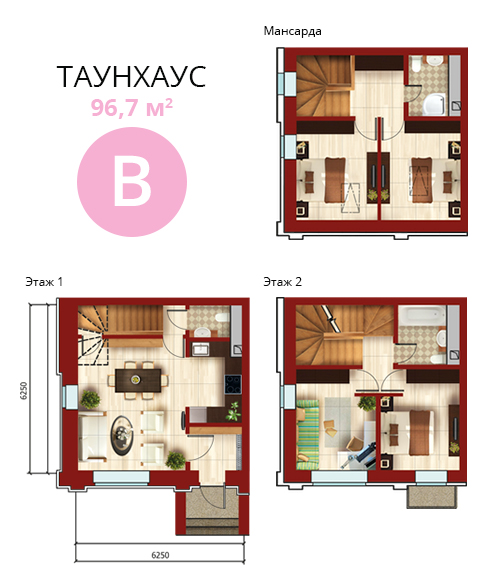 Мансарда
ТАУНХАУС
96,7 м²
В
Этаж 1
Этаж 2
6250
6250